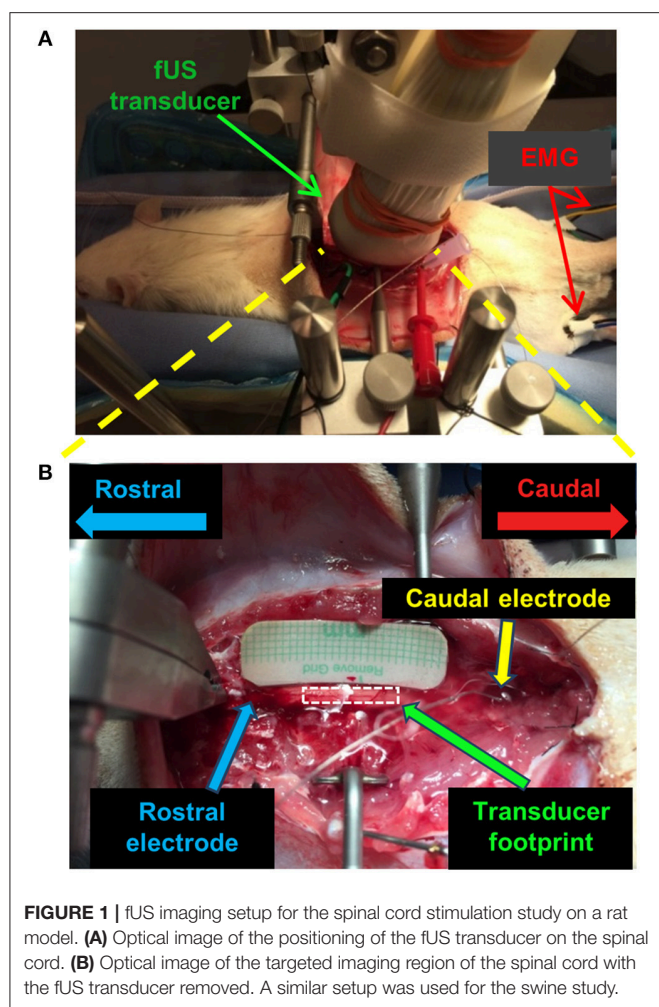 A
fUS
transducer
EMG
B
Rostral
Caudal
Caudal electrode
mm
Remove Grid
Rostral
electrode
Transducer
footprint
FIGURE 1 | fUS imaging setup for the spinal cord stimulation study on a rat
model. (A) Optical image of the positioning of the fUS transducer on the spinal
cord. (B) Optical image of the targeted imaging region of the spinal cord with
the fUS transducer removed. A similar setup was used for the swine study.